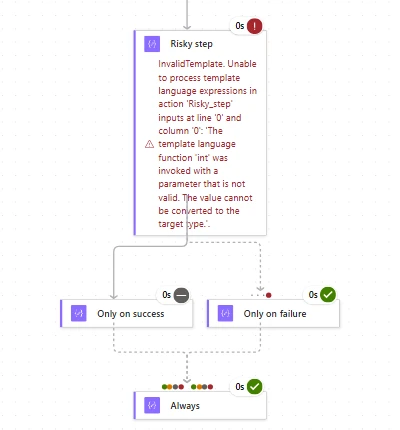 0s
Risky step
InvalidTemplate. Unable
to process template
language expressions in
action 'Risky_step'
inputs at line '0' and
column '0': 'The
template language
function 'int' was
invoked with a
parameter that is not
valid. The value cannot
be converted to the
target type.'.
0s
Only on success
0s
Only on failure
0s
Always